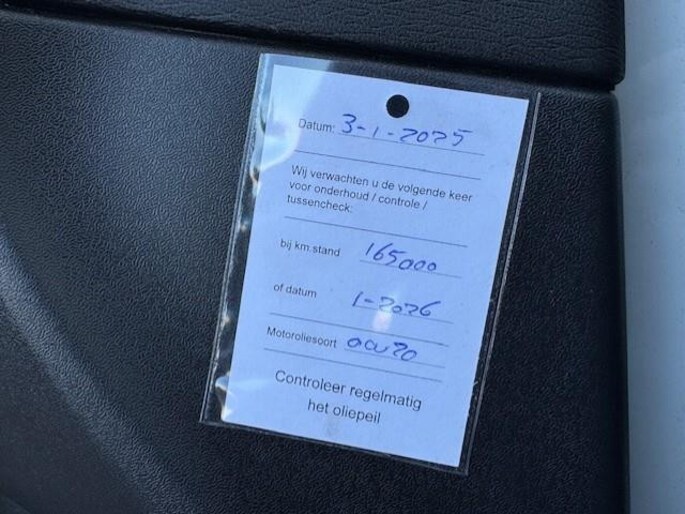 Datum: 3-1-2025
Wij verwachten u de volgende keer
voor onderhoud / controle /
tussencheck:
bij km.stand 165000
of datum 1-2026
Motoroliesoort 0w20
Controleer regelmatig
het oliepeil